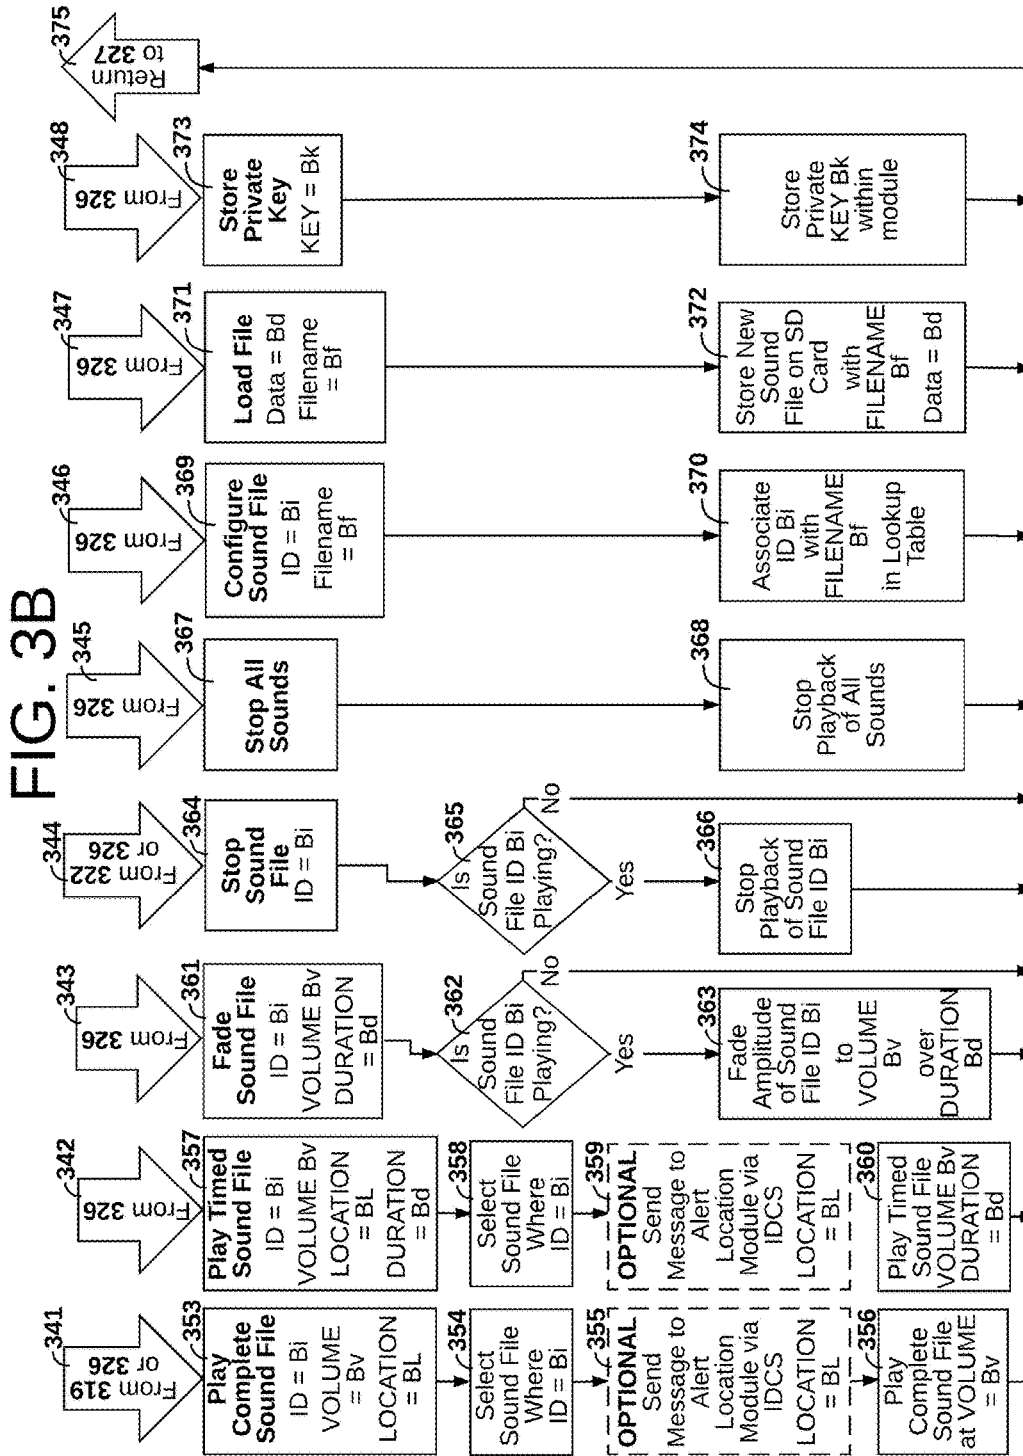 FIG. 3B
341
From 319
or 326
353
Play
Complete
Sound File
ID = Bi
VOLUME
= Bv
LOCATION
= BL
354
Select
Sound File
Where
ID = Bi
355
OPTIONAL
Send
Message to
Alert
Location
Module via
IDCS
LOCATION
= BL
356
Play
Complete
Sound File
at VOLUME
= Bv
342
From 326
357
Play Timed
Sound File
ID = Bi
VOLUME Bv
LOCATION
= BL
DURATION
= Bd
358
Select
Sound File
Where
ID = Bi
359
OPTIONAL
Send
Message to
Alert
Location
Module via
IDCS
LOCATION
= BL
360
Play Timed
Sound File
VOLUME Bv
DURATION
= Bd
343
From 326
361
Fade
Sound File
ID = Bi
VOLUME Bv
DURATION
= Bd
362
Is
Sound
File ID Bi
Playing?
No
Yes
363
Fade
Amplitude
of Sound
File ID Bi
to
VOLUME
Bv
over
DURATION
Bd
344
From 322
or 326
364
Stop
Sound
File
ID = Bi
365
Is
Sound
File ID Bi
Playing?
No
Yes
366
Stop
Playback
of Sound
File ID Bi
345
From 326
367
Stop All
Sounds
368
Stop
Playback
of All
Sounds
346
From 326
369
Configure
Sound File
ID = Bi
Filename
= Bf
370
Associate
ID Bi
with
FILENAME
Bf
in Lookup
Table
347
From 326
371
Load File
Data = Bd
Filename
= Bf
372
Store New
Sound
File on SD
Card
with
FILENAME
Bf
Data = Bd
348
From 326
373
Store
Private
Key
KEY = Bk
374
Store
Private
KEY Bk
within
module
375
Return
to 327